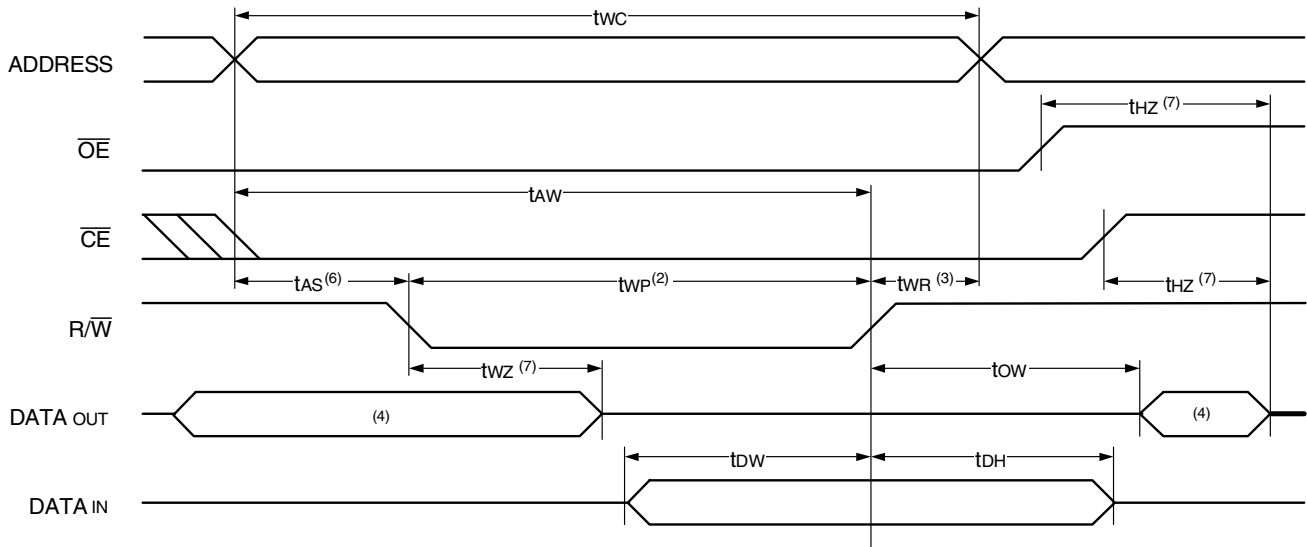 tWC
ADDRESS
tHZ (7)
OE
tAW
CE
tAS(6) tWP(2) tWR (3) tHZ (7)
R/W
tWZ (7) tOW
DATA OUT (4) (4)
tDW tDH
DATA IN